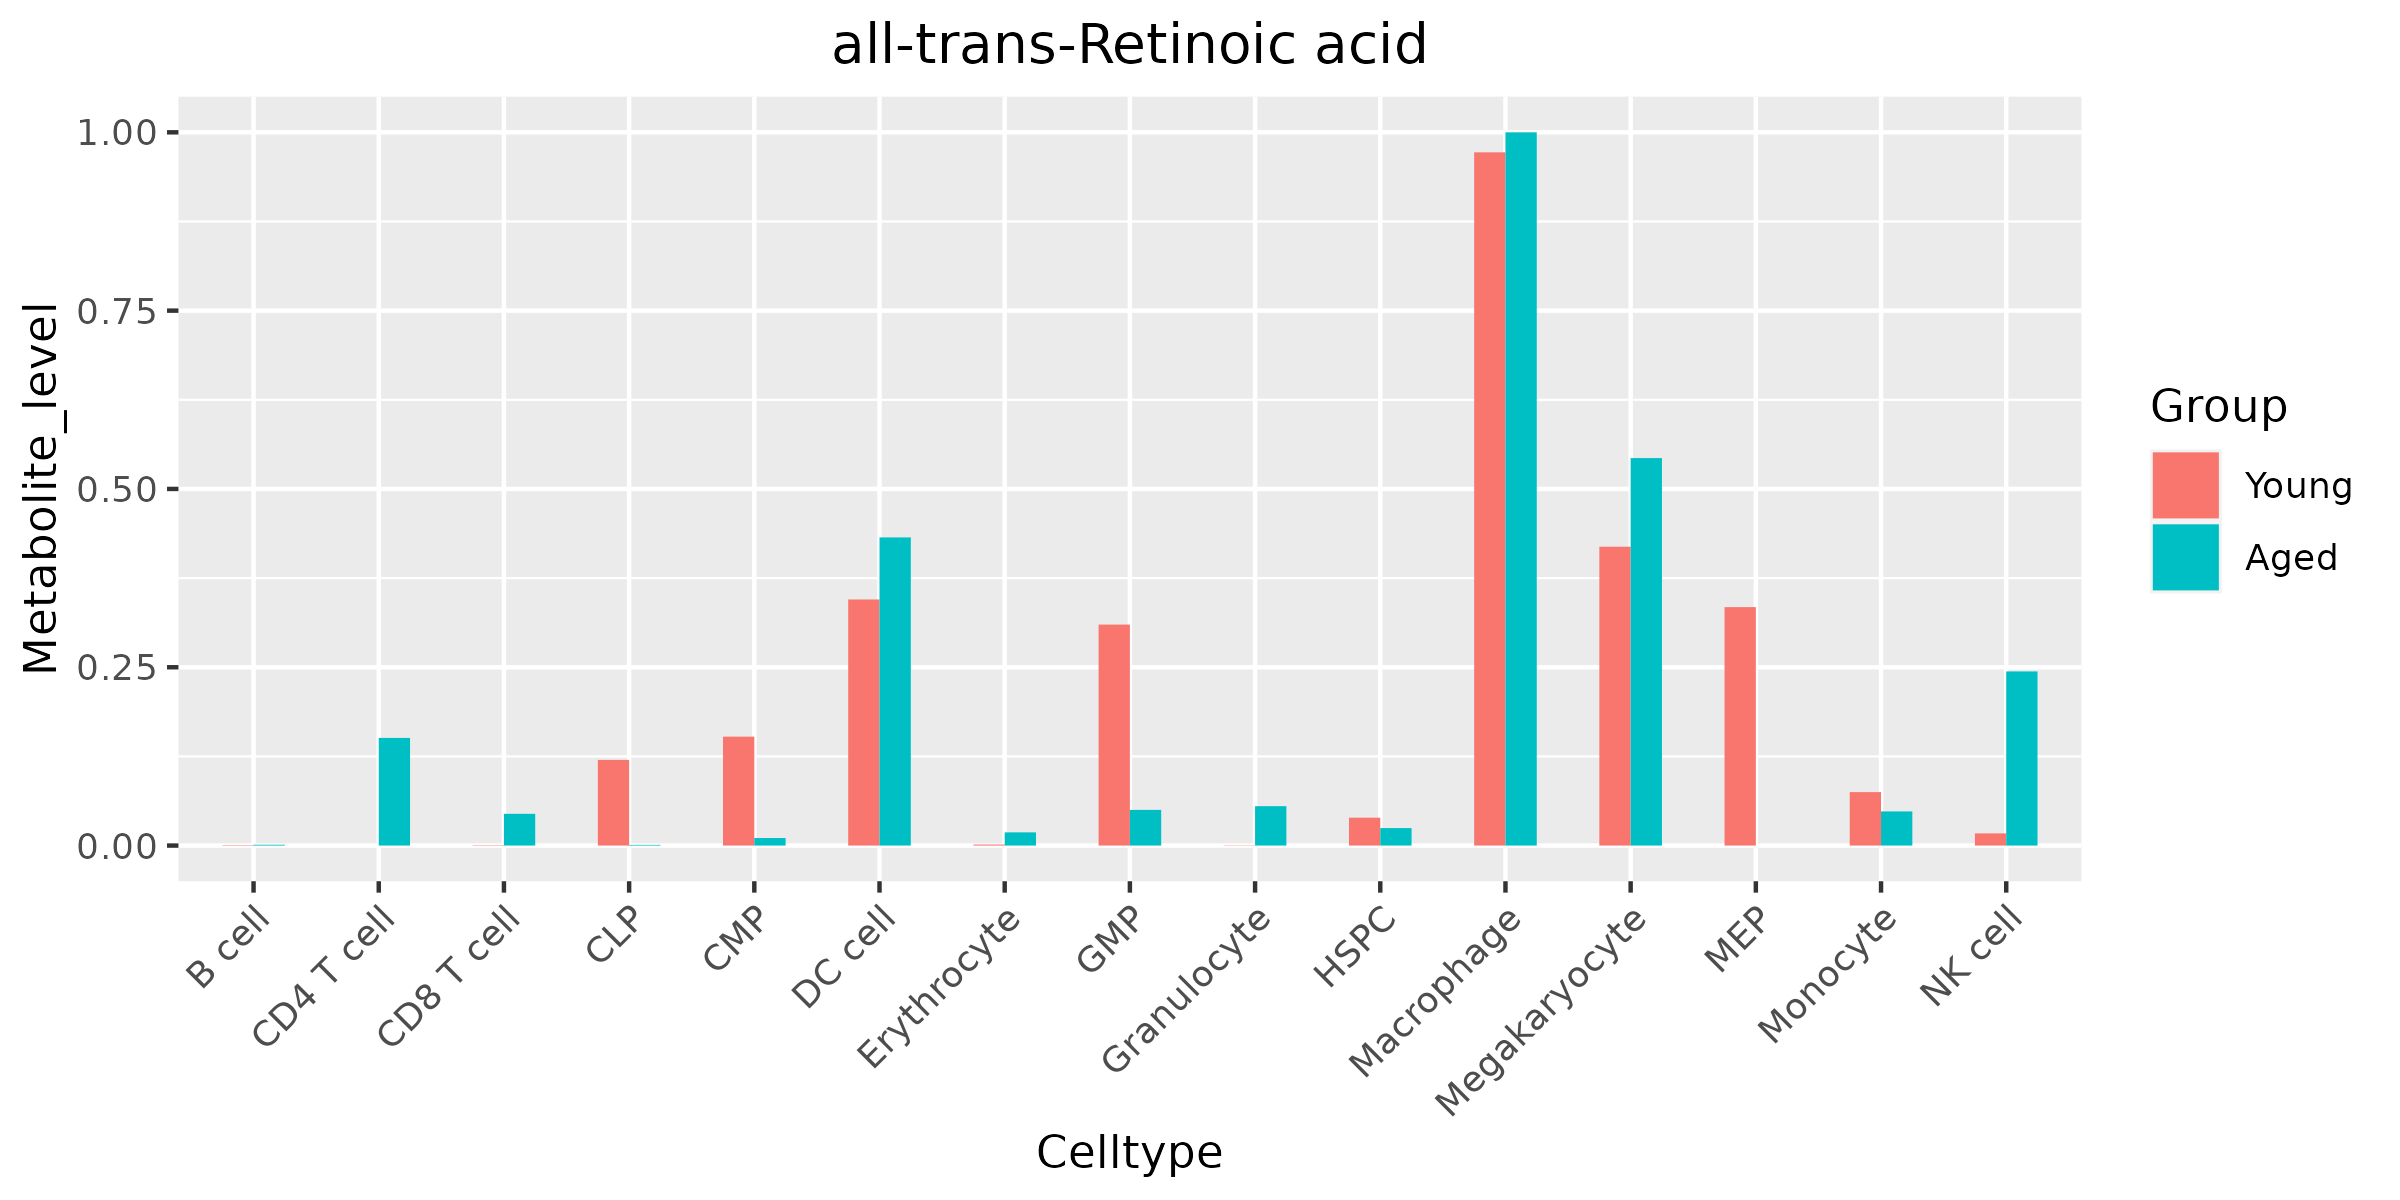 all-trans-Retinoic acid
Metabolite_level
1.00
0.75
0.50
0.25
0.00
B cell
CD4 T cell
CD8 T cell
CLP
CMP
DC cell
Erythrocyte
GMP
Granulocyte
HSPC
Macrophage
Megakaryocyte
MEP
Monocyte
NK cell
Celltype
Group
Young
Aged